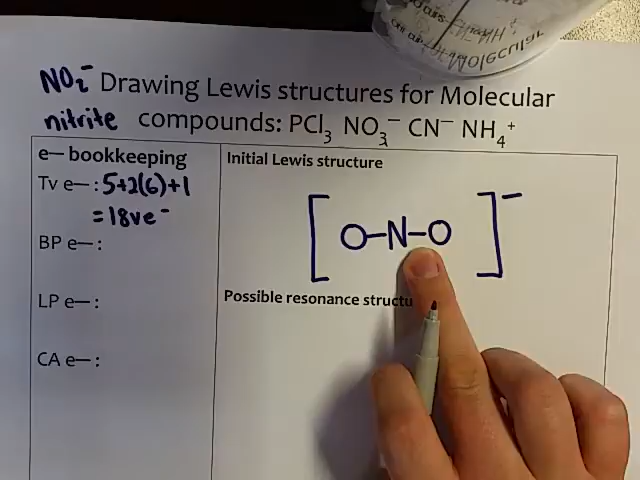 Molecular
NO₂⁻ Drawing Lewis structures for Molecular
nitrite compounds: PCl₃ NO₃⁻ CN⁻ NH₄⁺
e— bookkeeping
Tv e—: 5+2(6)+1
= 18ve⁻
BP e—:
LP e—:
CA e—:
Initial Lewis structure
[O–N–O]⁻
Possible resonance structu